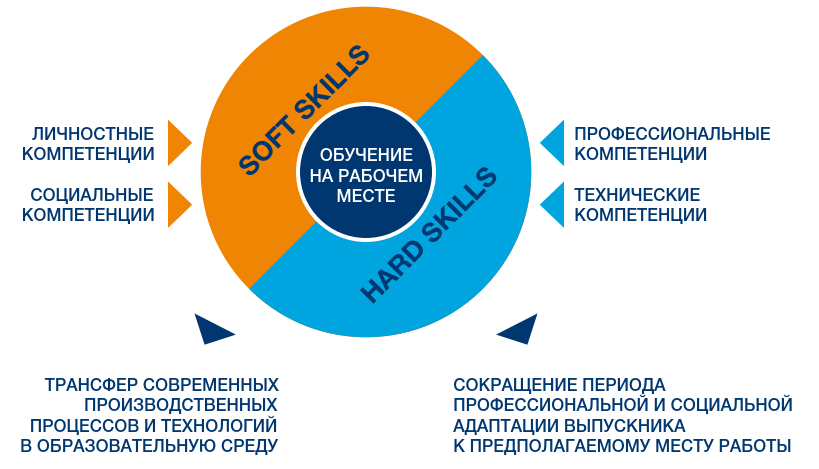 SOFT SKILLS
ЛИЧНОСТНЫЕ
КОМПЕТЕНЦИИ
СОЦИАЛЬНЫЕ
КОМПЕТЕНЦИИ
ОБУЧЕНИЕ
НА РАБОЧЕМ
МЕСТЕ
HARD SKILLS
ПРОФЕССИОНАЛЬНЫЕ
КОМПЕТЕНЦИИ
ТЕХНИЧЕСКИЕ
КОМПЕТЕНЦИИ
ТРАНСФЕР СОВРЕМЕННЫХ
ПРОИЗВОДСТВЕННЫХ
ПРОЦЕССОВ И ТЕХНОЛОГИЙ
В ОБРАЗОВАТЕЛЬНУЮ СРЕДУ
СОКРАЩЕНИЕ ПЕРИОДА
ПРОФЕССИОНАЛЬНОЙ И СОЦИАЛЬНОЙ
АДАПТАЦИИ ВЫПУСКНИКА
К ПРЕДПОЛАГАЕМОМУ МЕСТУ РАБОТЫ